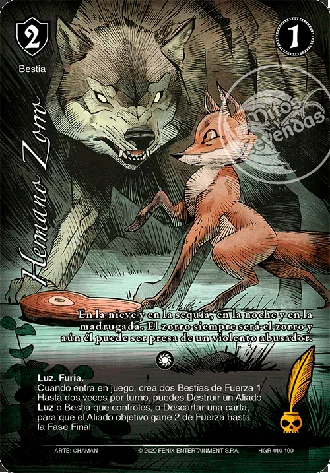 2
1
Bestia
Mitos
Leyendas
Hermano Zorro
En la nieve y en la sequía, en la noche y en la
madrugada. El zorro siempre será el zorro y
aún él puede ser presa de un violento abusador.
Luz. Furia.
Cuando entra en juego, crea dos Bestias de Fuerza 1.
Hasta dos veces por turno, puedes Destruir un Aliado
Luz o Bestia que controles, o Descartar una carta,
para que el Aliado objetivo gane 2 de Fuerza hasta
la Fase Final.
ARTE: CHAMAN
FENIX ENTERTAINMENT S.P.A.